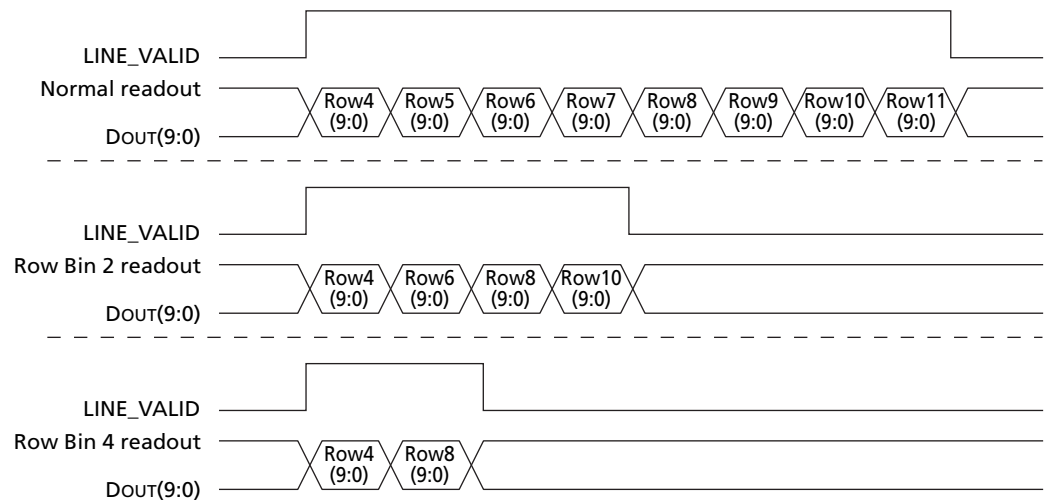 LINE_VALID
Normal readout
Row4 Row5 Row6 Row7 Row8 Row9 Row10 Row11
(9:0) (9:0) (9:0) (9:0) (9:0) (9:0) (9:0) (9:0)
DOUT(9:0)
LINE_VALID
Row Bin 2 readout
Row4 Row6 Row8 Row10
(9:0) (9:0) (9:0) (9:0)
DOUT(9:0)
LINE_VALID
Row Bin 4 readout
Row4 Row8
(9:0) (9:0)
DOUT(9:0)